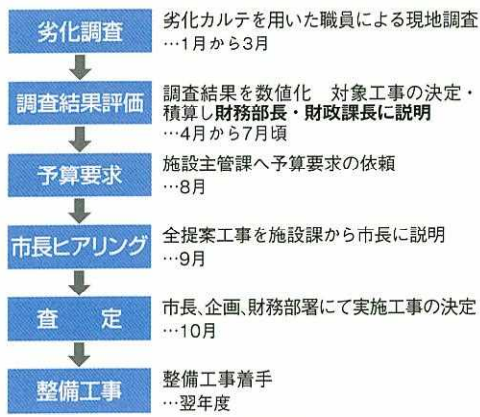 劣化調査
劣化カルテを用いた職員による現地調査
…1月から3月
調査結果評価
調査結果を数値化　対象工事の決定・
積算し財務部長・財政課長に説明
…4月から7月頃
予算要求
施設主管課へ予算要求の依頼
…8月
市長ヒアリング
全提案工事を施設課から市長に説明
…9月
査　定
市長、企画、財務部署にて実施工事の決定
…10月
整備工事
整備工事着手
…翌年度